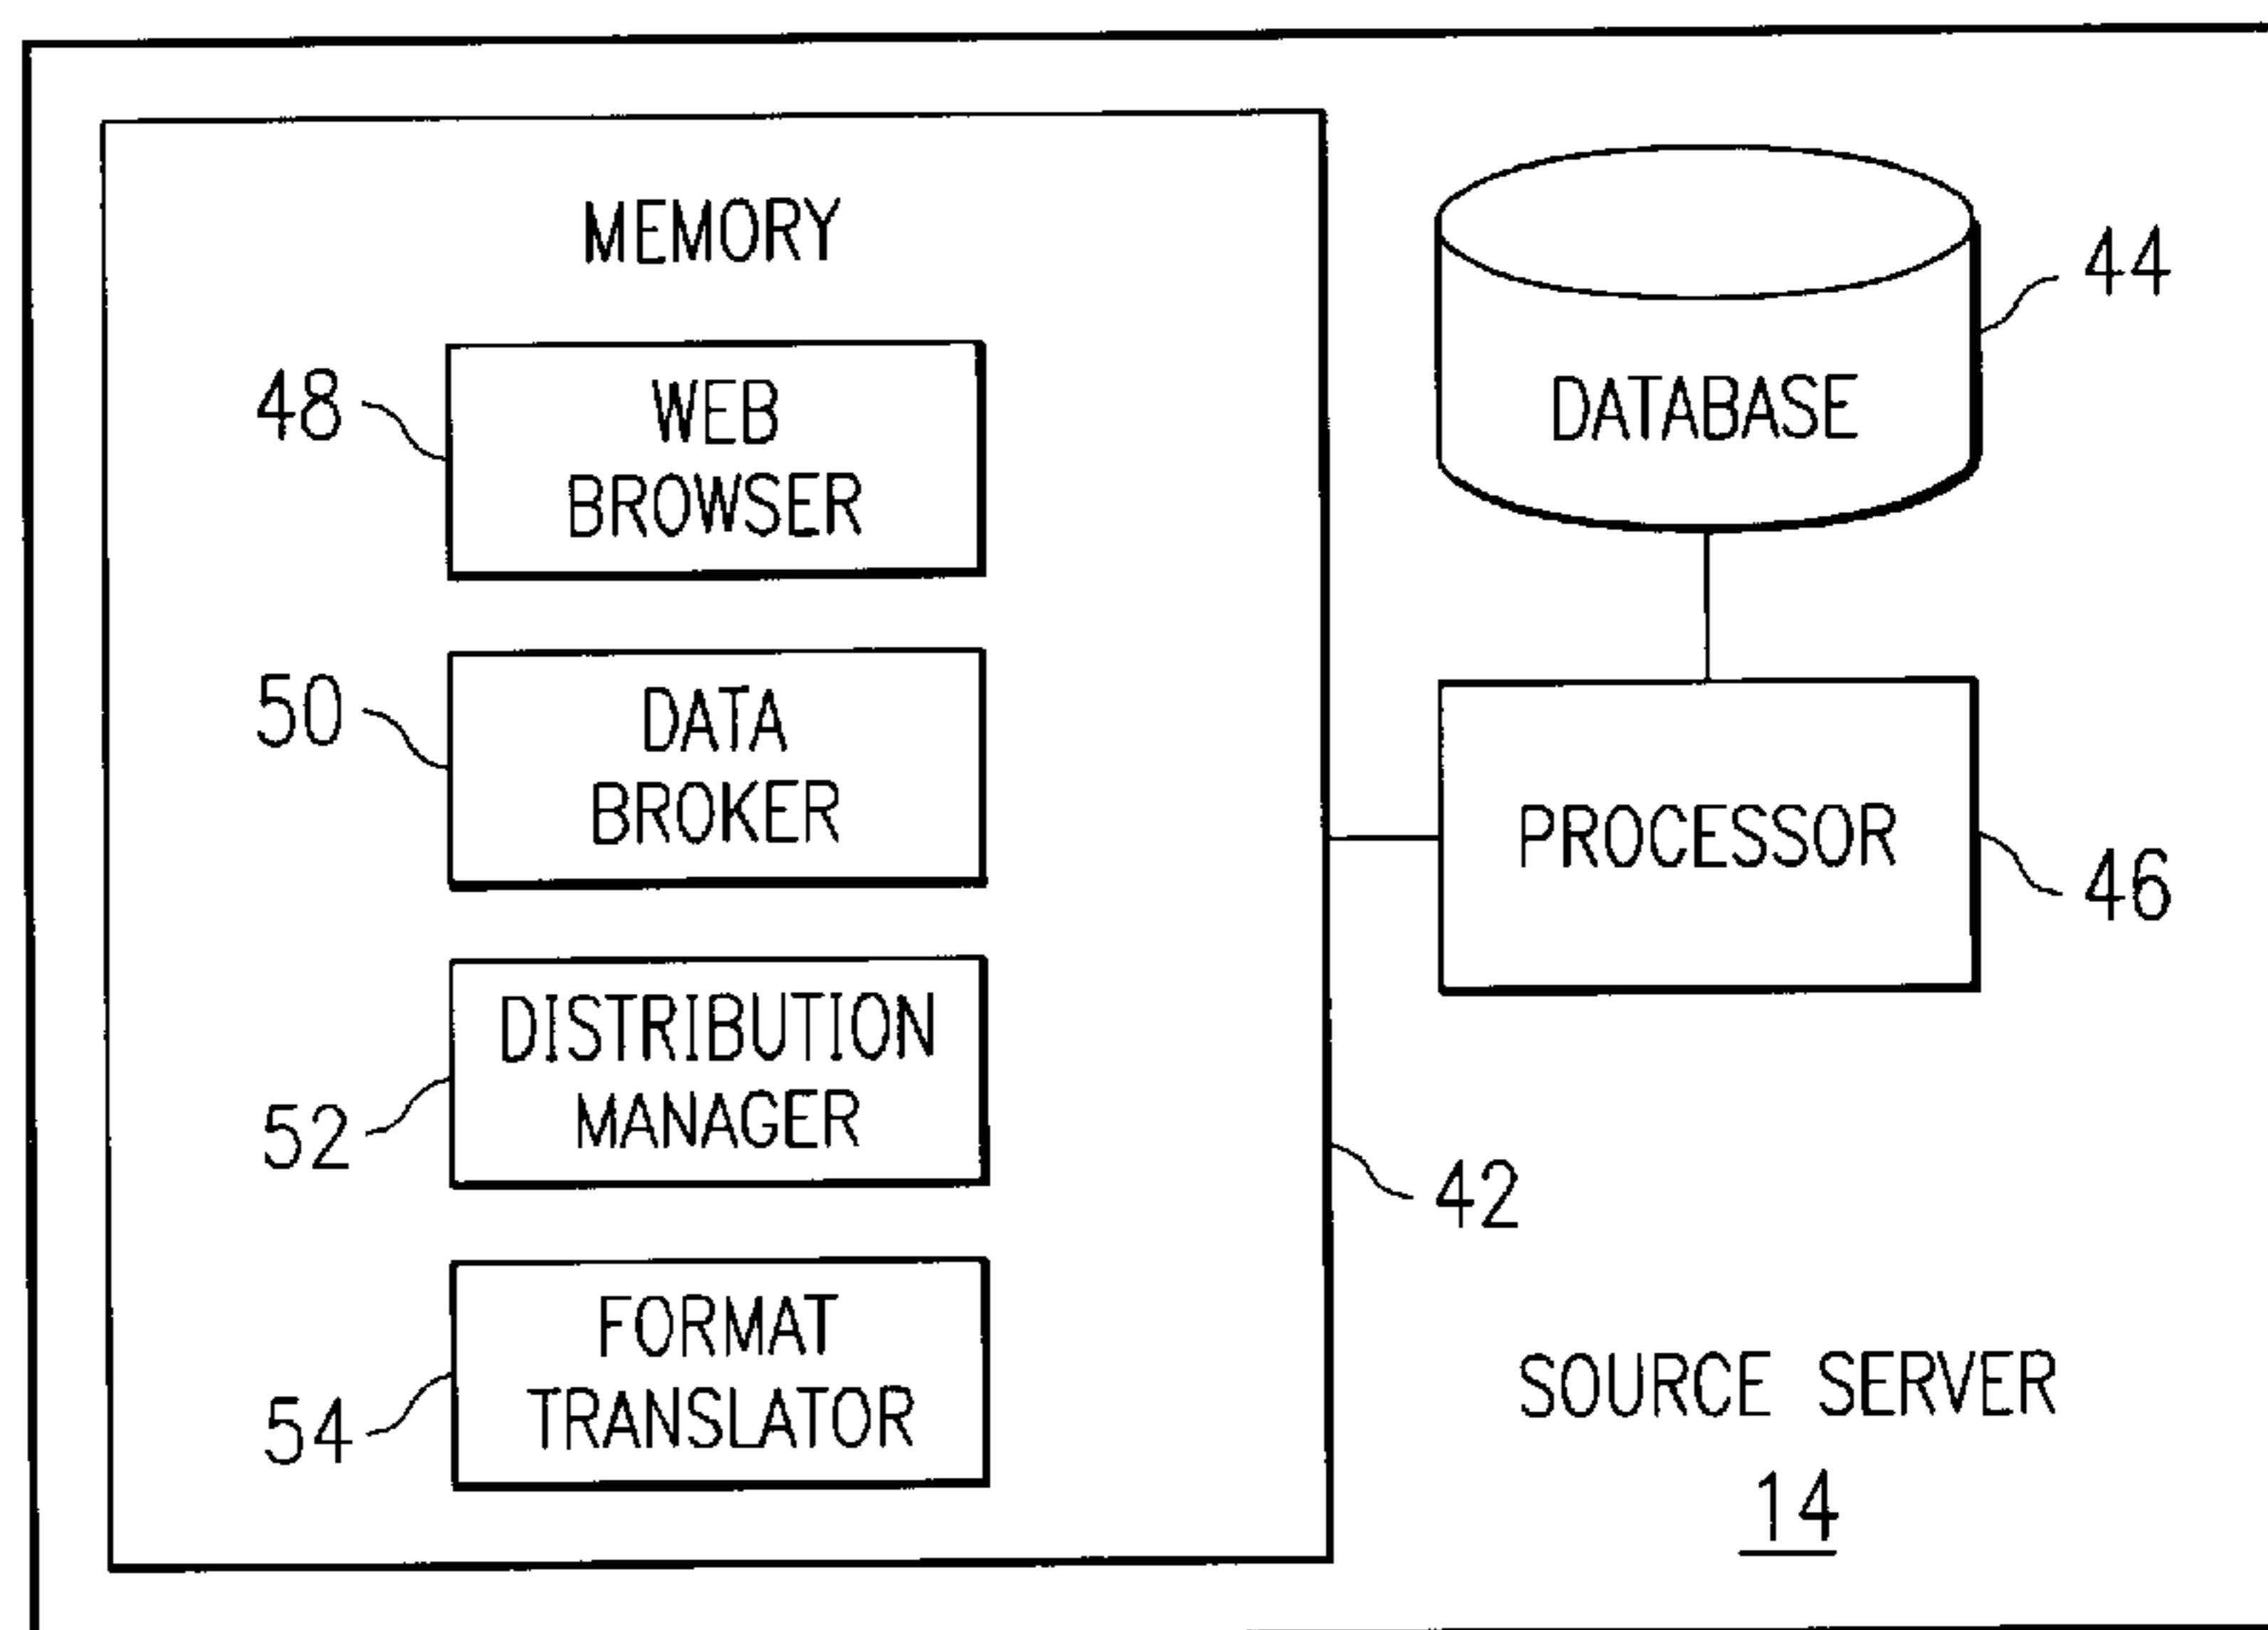 MEMORY
48
WEB
BROWSER
50
DATA
BROKER
52
DISTRIBUTION
MANAGER
54
FORMAT
TRANSLATOR
42
DATABASE
44
PROCESSOR
46
SOURCE SERVER
14